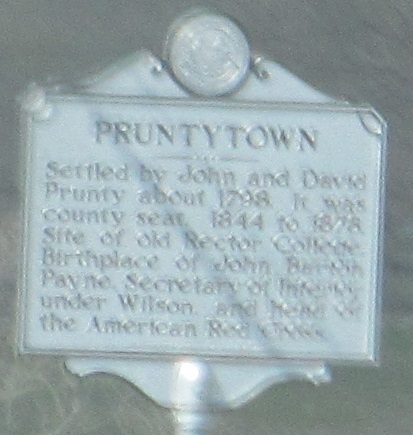 PRUNTYTOWN
Settled by John and David
Prunty about 1798. It was
county seat, 1844 to 1878.
Site of old Rector College.
Birthplace of John Barton
Payne, Secretary of Interior
under Wilson, and head of
the American Red Cross.